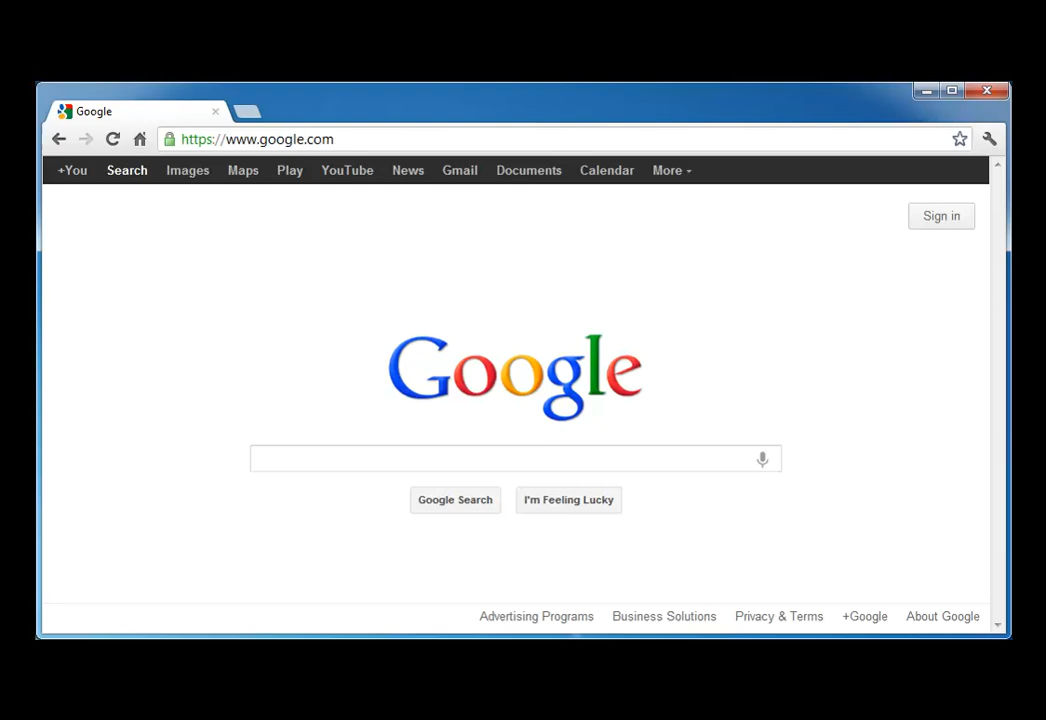 Google
https://www.google.com
+You Search Images Maps Play YouTube News Gmail Documents Calendar More
Sign in
Google
Google Search I'm Feeling Lucky
Advertising Programs Business Solutions Privacy & Terms +Google About Google